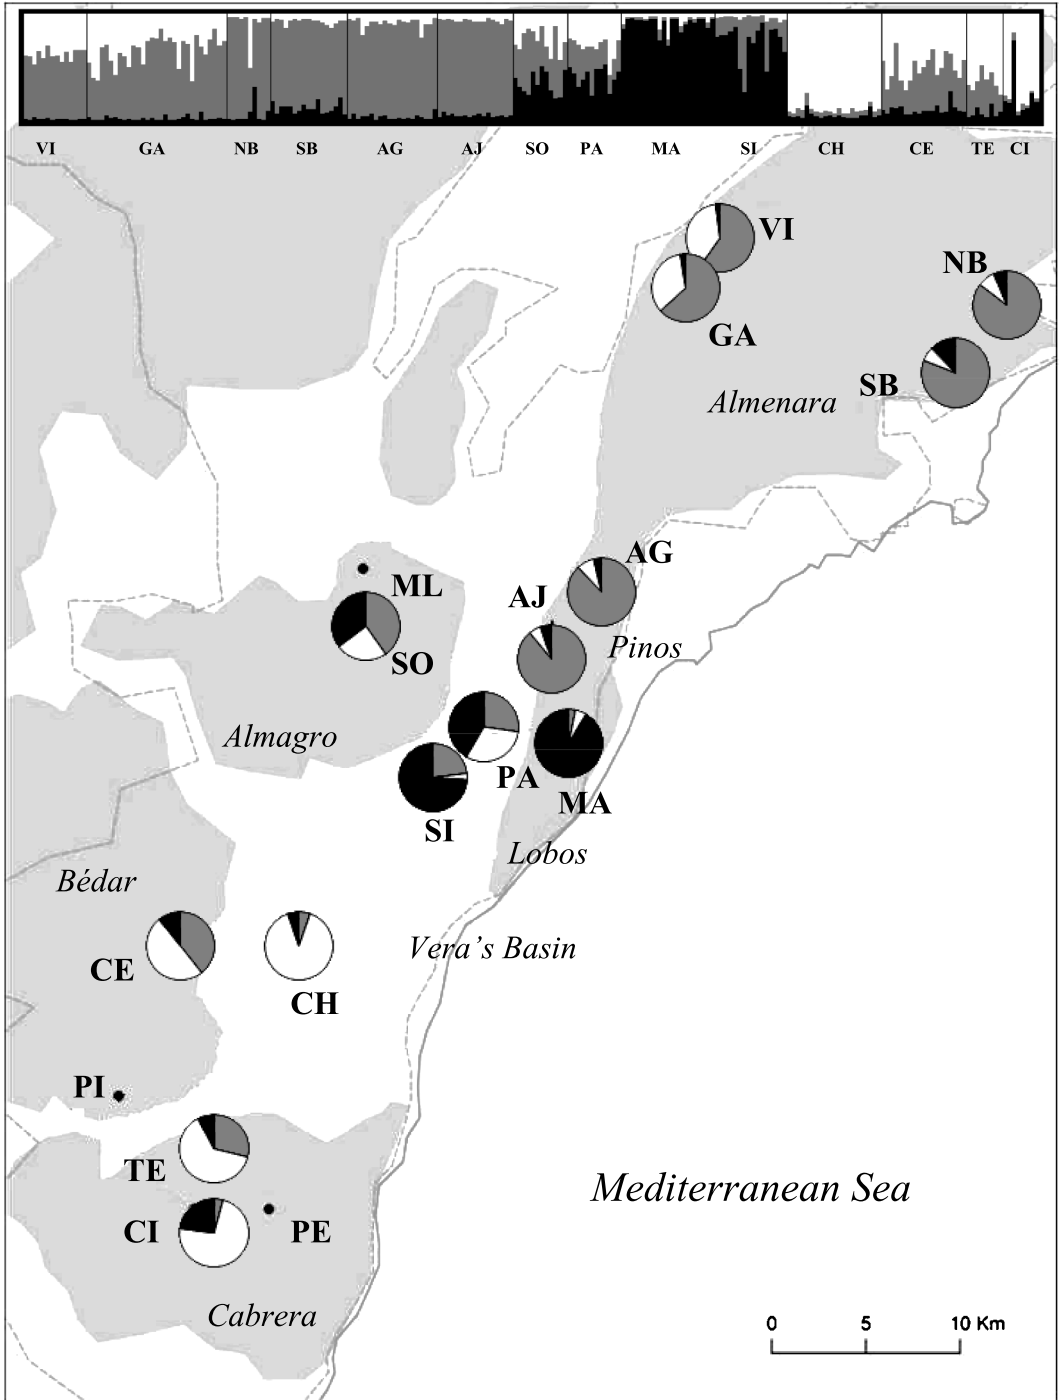 VI GA NB SB AG AJ SO PA MA SI CH CE TE CI
VI
NB
GA
SB
Almenara
AG
ML
AJ
Pinos
SO
Almagro
PA
MA
SI
Lobos
Bédar
Vera's Basin
CE
CH
PI
TE
Mediterranean Sea
CI
PE
Cabrera
0 5 10 Km